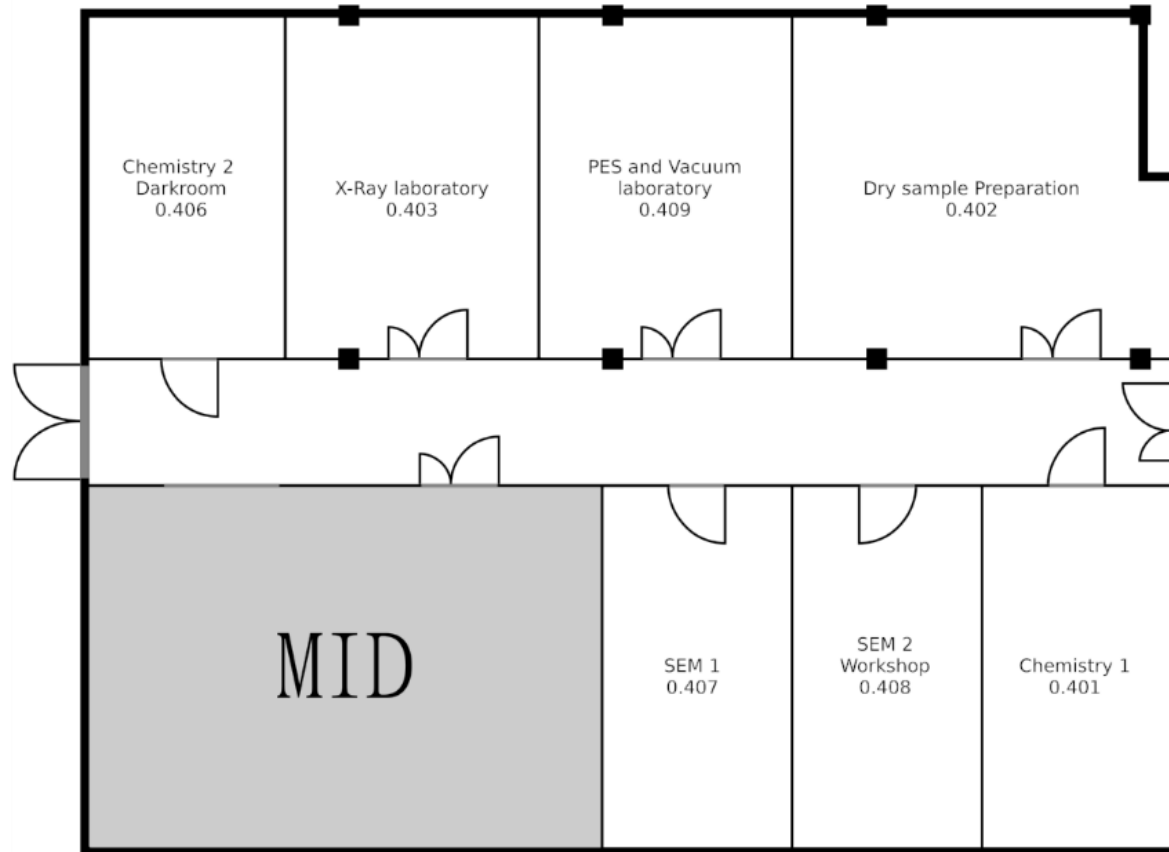 Chemistry 2
Darkroom
0.406
X-Ray laboratory
0.403
PES and Vacuum
laboratory
0.409
Dry sample Preparation
0.402
MID
SEM 1
0.407
SEM 2
Workshop
0.408
Chemistry 1
0.401